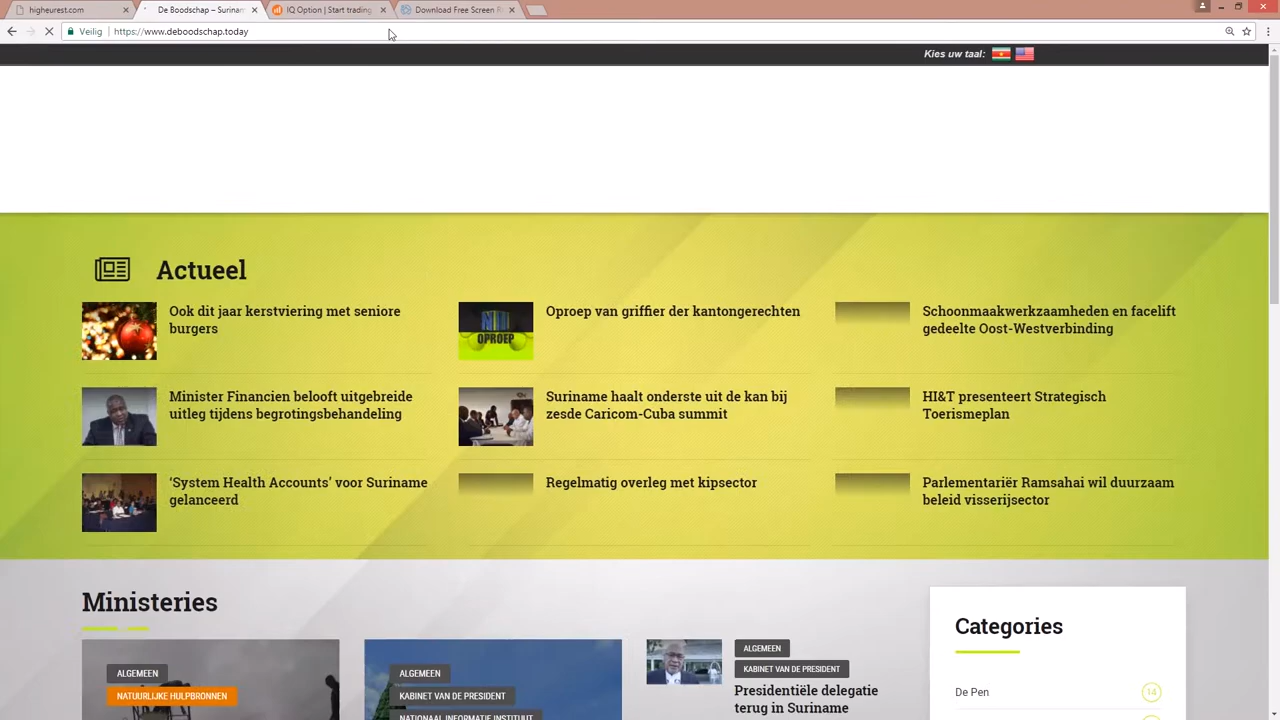 higheurest.com
De Boodschap – Surinam
IQ Option | Start trading
Download Free Screen R
Veilig
https://www.deboodschap.today
Kies uw taal:
Actueel
Ook dit jaar kerstviering met seniore
burgers
Oproep van griffier der kantongerechten
Schoonmaakwerkzaamheden en facelift
gedeelte Oost-Westverbinding
OPROEP
Minister Financien belooft uitgebreide
uitleg tijdens begrotingsbehandeling
Suriname haalt onderste uit de kan bij
zesde Caricom-Cuba summit
HI&T presenteert Strategisch
Toerismeplan
‘System Health Accounts’ voor Suriname
gelanceerd
Regelmatig overleg met kipsector
Parlementariër Ramsahai wil duurzaam
beleid visserijsector
Ministeries
ALGEMEEN
NATUURLIJKE HULPBRONNEN
ALGEMEEN
KABINET VAN DE PRESIDENT
NATIONAAL INFORMATIE INSTITUUT
ALGEMEEN
KABINET VAN DE PRESIDENT
Presidentiële delegatie
terug in Suriname
Categories
De Pen
14